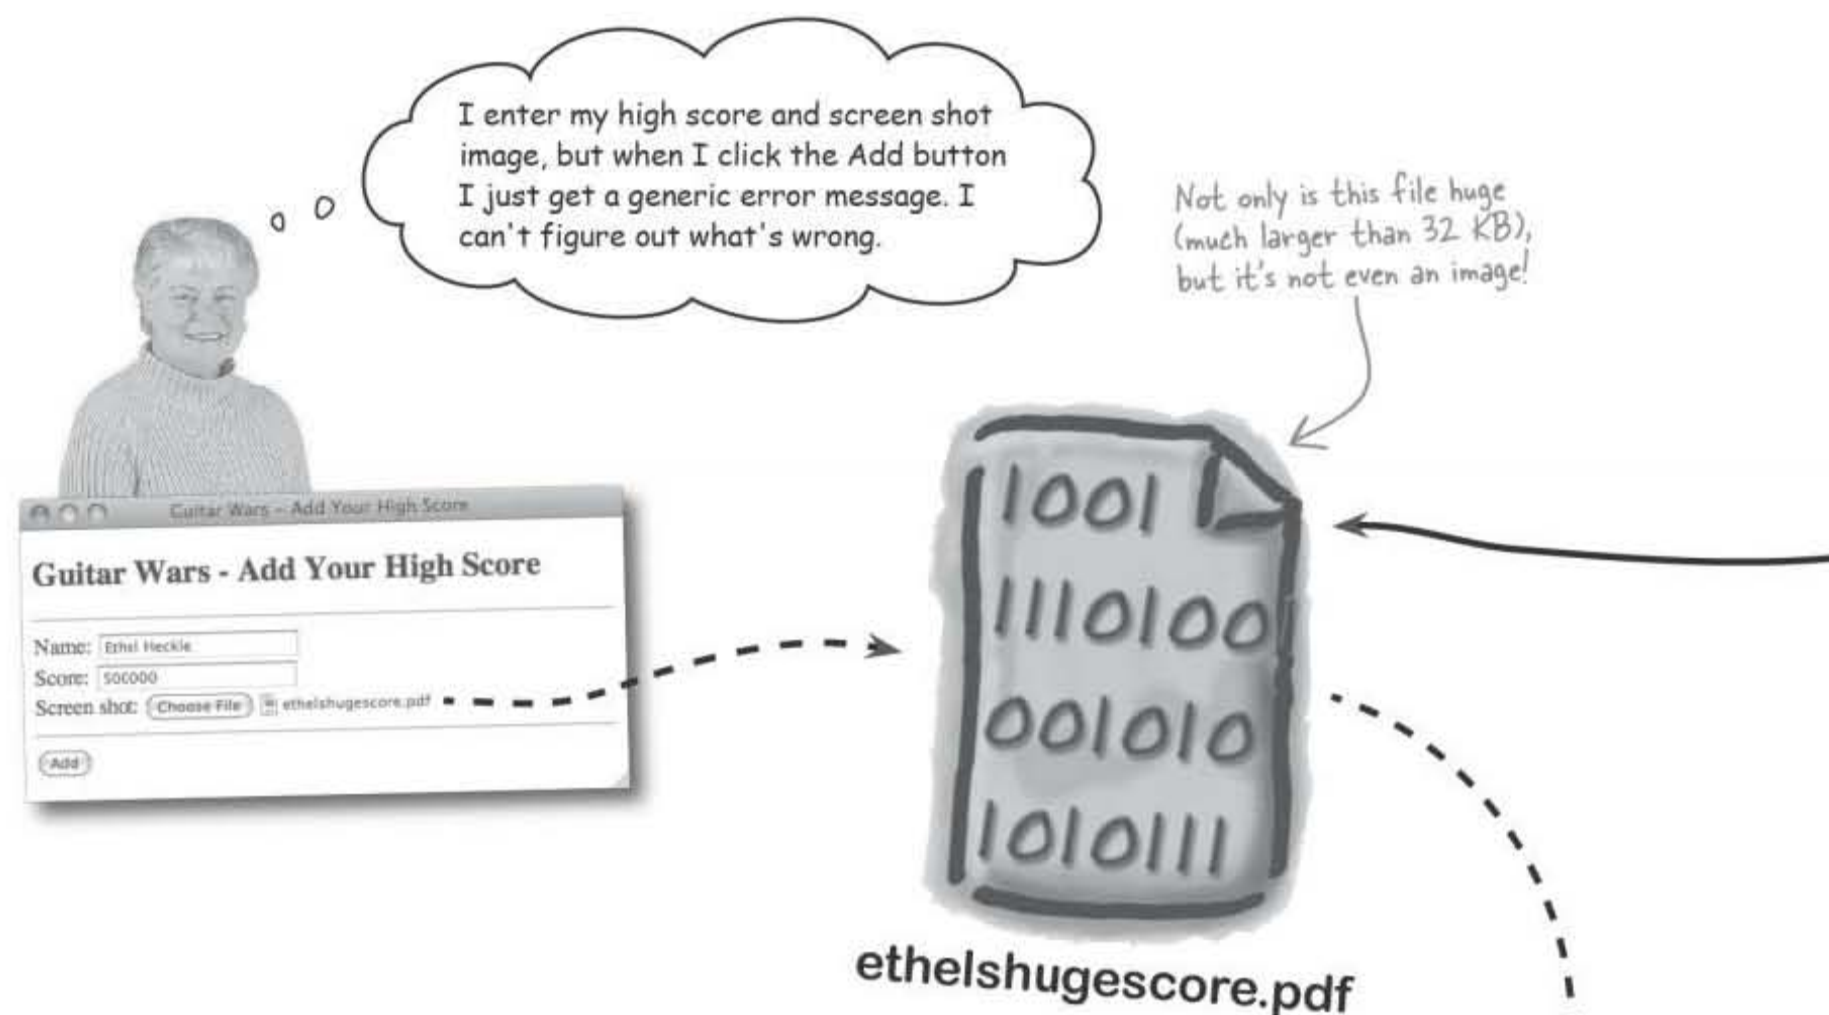 I enter my high score and screen shot
image, but when I click the Add button
I just get a generic error message. I
can't figure out what's wrong.
Not only is this file huge
(much larger than 32 KB),
but it's not even an image!
Guitar Wars - Add Your High Score
Guitar Wars - Add Your High Score
Name: Ethel Heckle
Score: 500000
Screen shot: Choose File ethelshugescore.pdf
Add
1001
1110100
001010
1010111
ethelshugescore.pdf